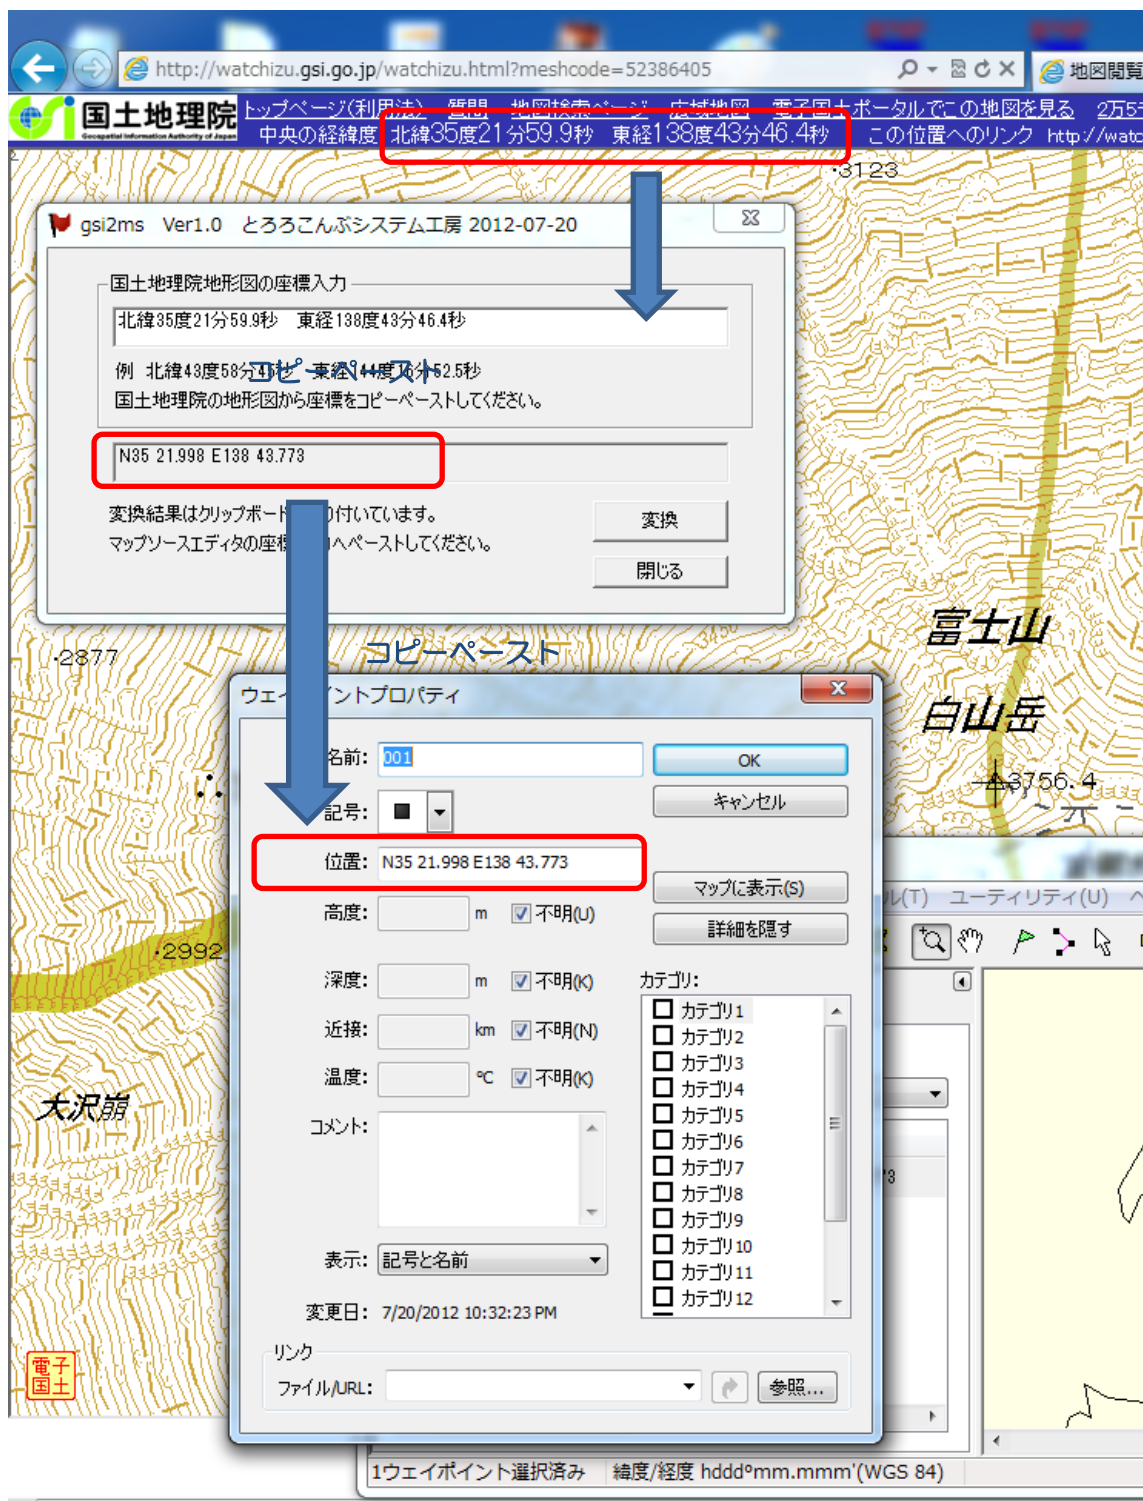 http://watchizu.gsi.go.jp/watchizu.html?meshcode=52386405
地図閲覧
国土地理院
Geospatial Information Authority of Japan
トップページ(利用法) 質問 地図検索ページ 広域地図 電子国土ポータルでこの地図を見る 2万5
中央の経緯度 北緯35度21分59.9秒 東経138度43分46.4秒 この位置へのリンク http://watc
・3123
gsi2ms Ver1.0 とろろこんぶシステム工房 2012-07-20
国土地理院地形図の座標入力
北緯35度21分59.9秒 東経138度43分46.4秒
例 北緯43度58分45秒 東経144度16分52.5秒
コピーペースト
国土地理院の地形図から座標をコピーペーストしてください。
N35 21.998 E138 43.773
変換結果はクリップボード り付いています。
マップソースエディタの座標 へペーストしてください。
変換
閉じる
富士山
・2877
コピーペースト
白山岳
ウェイ ントプロパティ
名前: 001
OK
キャンセル
3756.4
記号:
位置: N35 21.998 E138 43.773
マップに表示(S)
ル(T) ユーティリティ(U) ヘ
高度: m 不明(U)
詳細を隠す
・2992
深度: m 不明(K)
近接: km 不明(N)
温度: ℃ 不明(K)
カテゴリ:
カテゴリ1
カテゴリ2
カテゴリ3
カテゴリ4
カテゴリ5
カテゴリ6
カテゴリ7
カテゴリ8
カテゴリ9
カテゴリ10
カテゴリ11
カテゴリ12
大沢崩
コメント:
表示: 記号と名前
変更日: 7/20/2012 10:32:23 PM
リンク
ファイル/URL:
参照...
電子
国土
1ウェイポイント選択済み 緯度/経度 hdddºmm.mmm'(WGS 84)